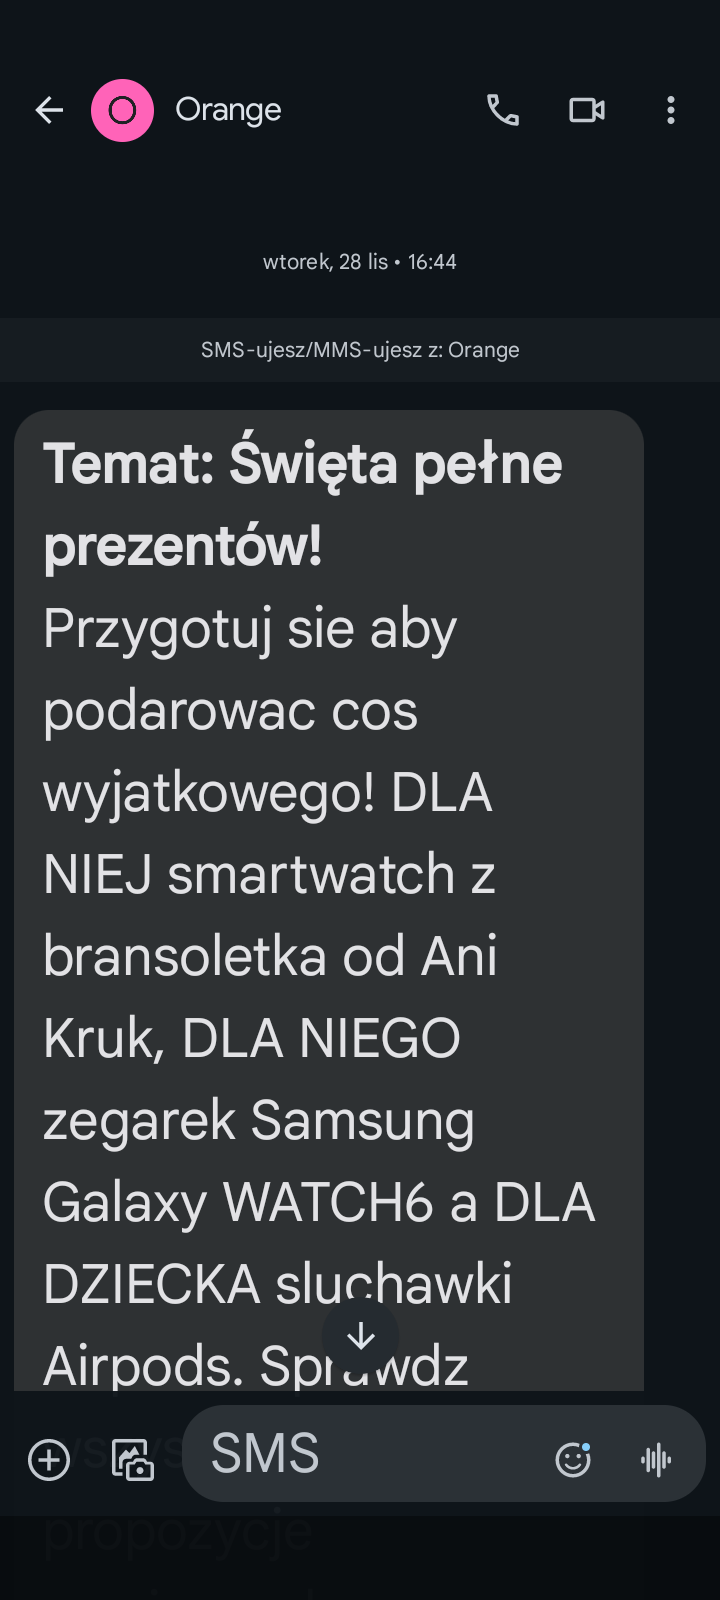 Orange
wtorek, 28 lis • 16:44
SMS-ujesz/MMS-ujesz z: Orange
Temat: Święta pełne
prezentów!
Przygotuj sie aby
podarowac cos
wyjatkowego! DLA
NIEJ smartwatch z
bransoletka od Ani
Kruk, DLA NIEGO
zegarek Samsung
Galaxy WATCH6 a DLA
DZIECKA sluchawki
Airpods. Sprawdz
SMS
propozycje